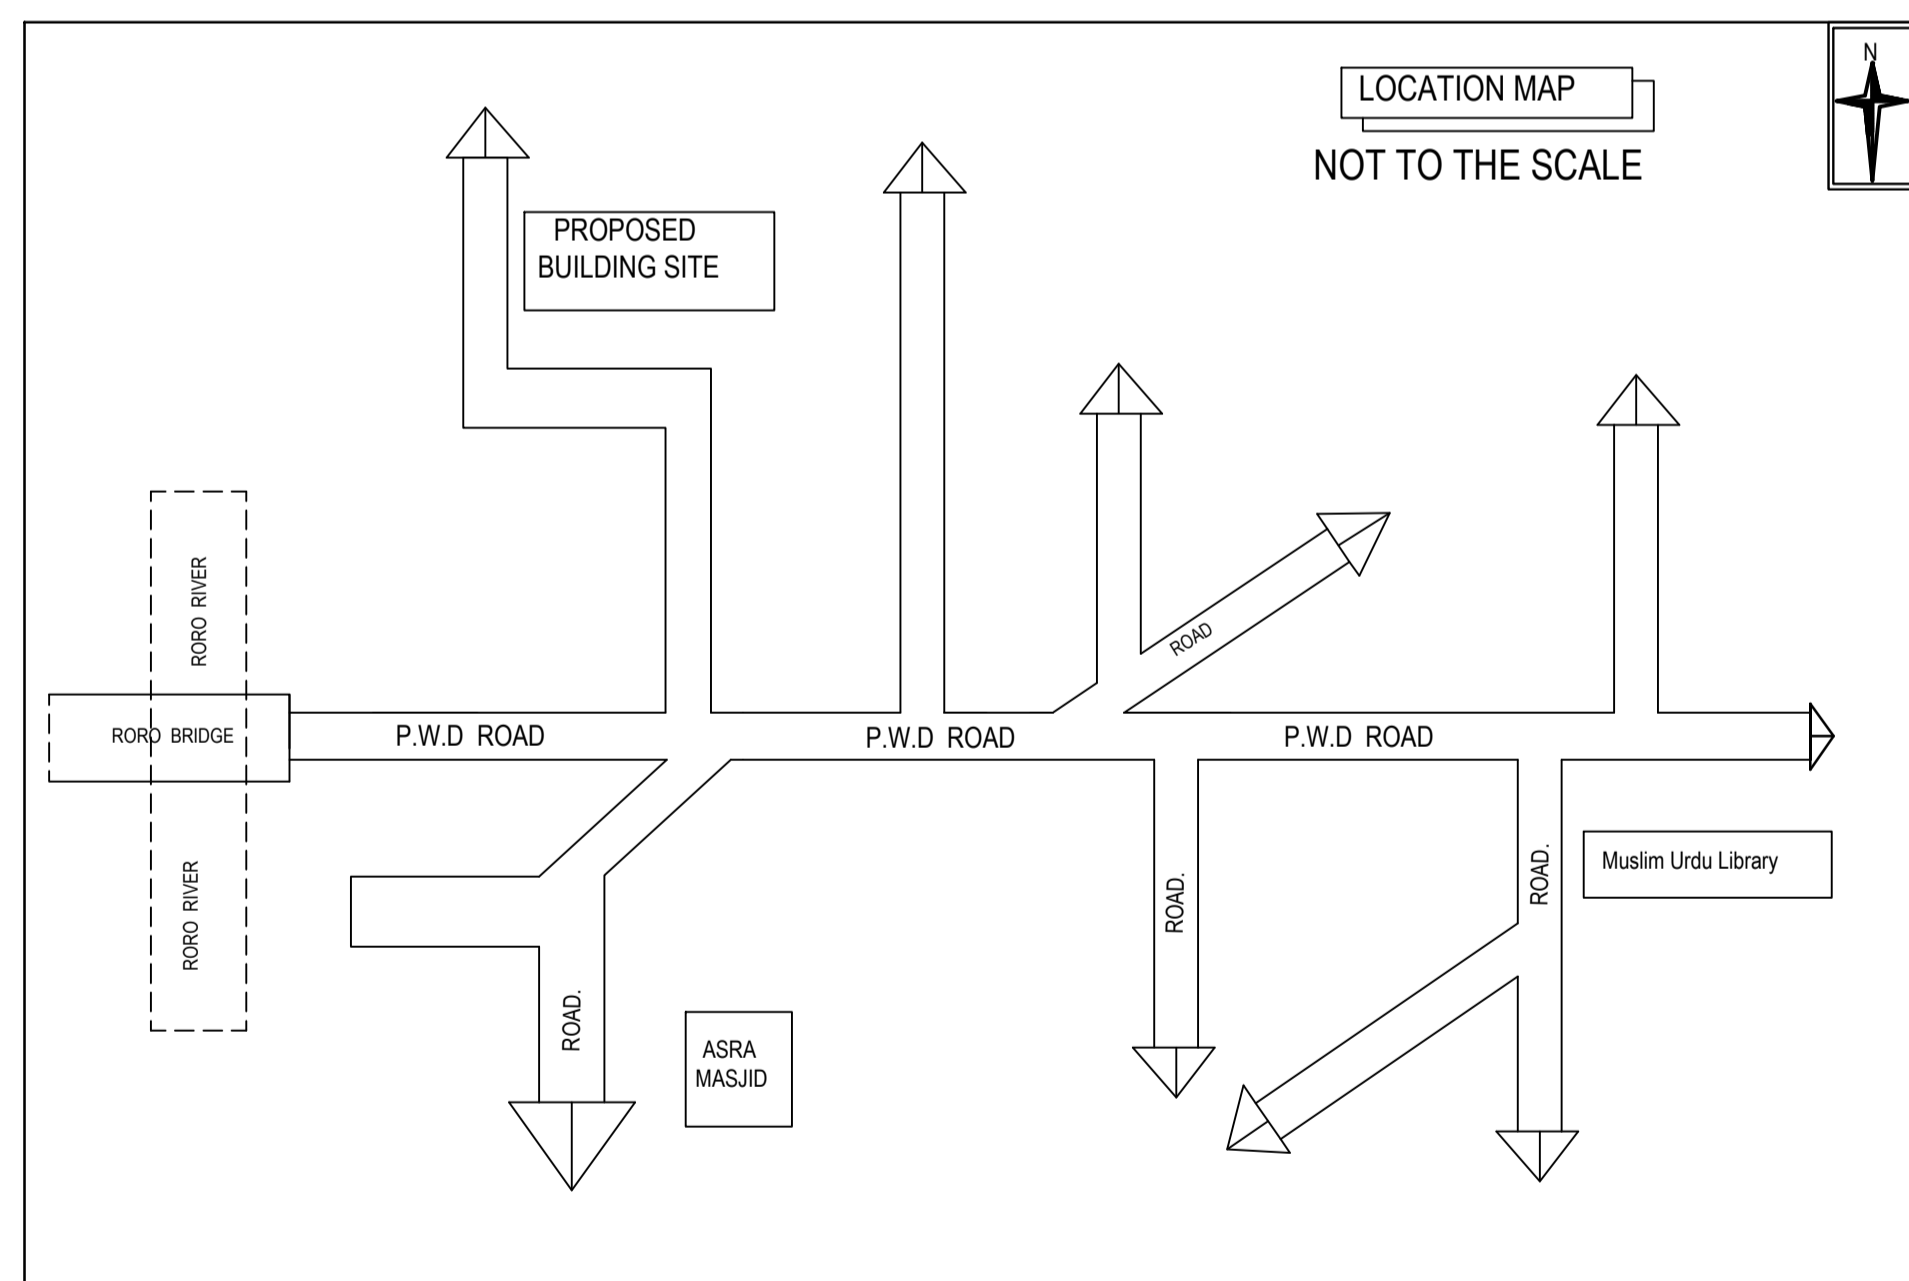 N
LOCATION MAP
NOT TO THE SCALE
PROPOSED
BUILDING SITE
RORO RIVER
ROAD
RORO BRIDGE
P.W.D ROAD
P.W.D ROAD
P.W.D ROAD
RORO RIVER
ROAD.
ROAD.
ROAD.
Muslim Urdu Library
ASRA
MASJID